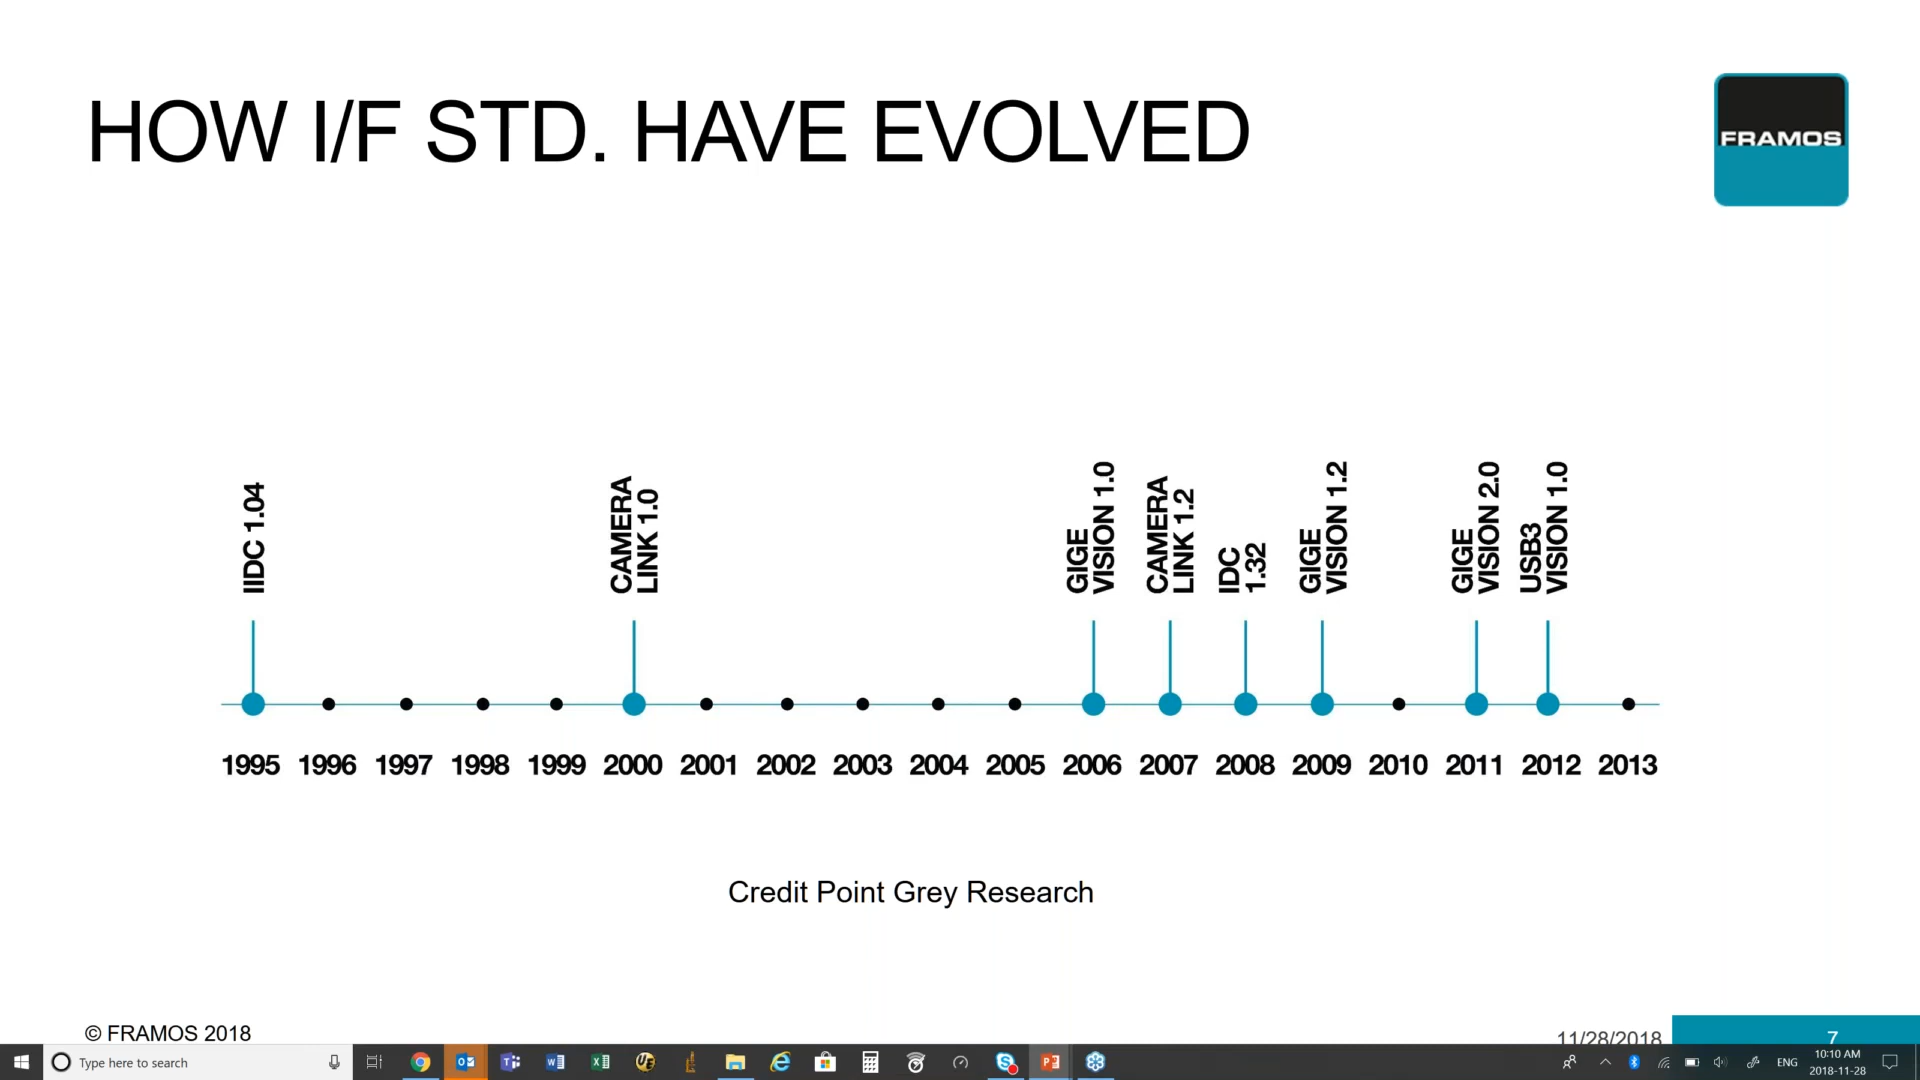 HOW I/F STD. HAVE EVOLVED
FRAMOS
IIDC 1.04
CAMERA
LINK 1.0
GIGE
VISION 1.0
CAMERA
LINK 1.2
IDC
1.32
GIGE
VISION 1.2
GIGE
VISION 2.0
USB3
VISION 1.0
1995 1996 1997 1998 1999 2000 2001 2002 2003 2004 2005 2006 2007 2008 2009 2010 2011 2012 2013
Credit Point Grey Research
© FRAMOS 2018
11/28/2018
7
Type here to search
ENG
10:10 AM
2018-11-28